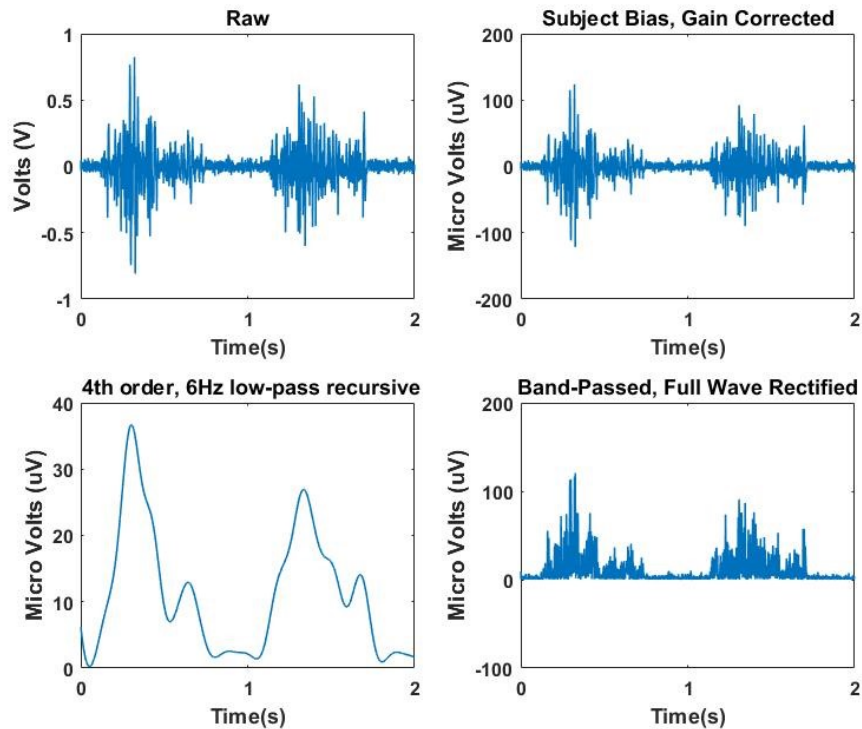 Raw
1
0.5
0
-0.5
-1
Volts (V)
0 1 2
Time(s)
Subject Bias, Gain Corrected
200
100
0
-100
-200
Micro Volts (uV)
0 1 2
Time(s)
4th order, 6Hz low-pass recursive
40
30
20
10
0
Micro Volts (uV)
0 1 2
Time(s)
Band-Passed, Full Wave Rectified
200
100
0
-100
Micro Volts (uV)
0 1 2
Time(s)